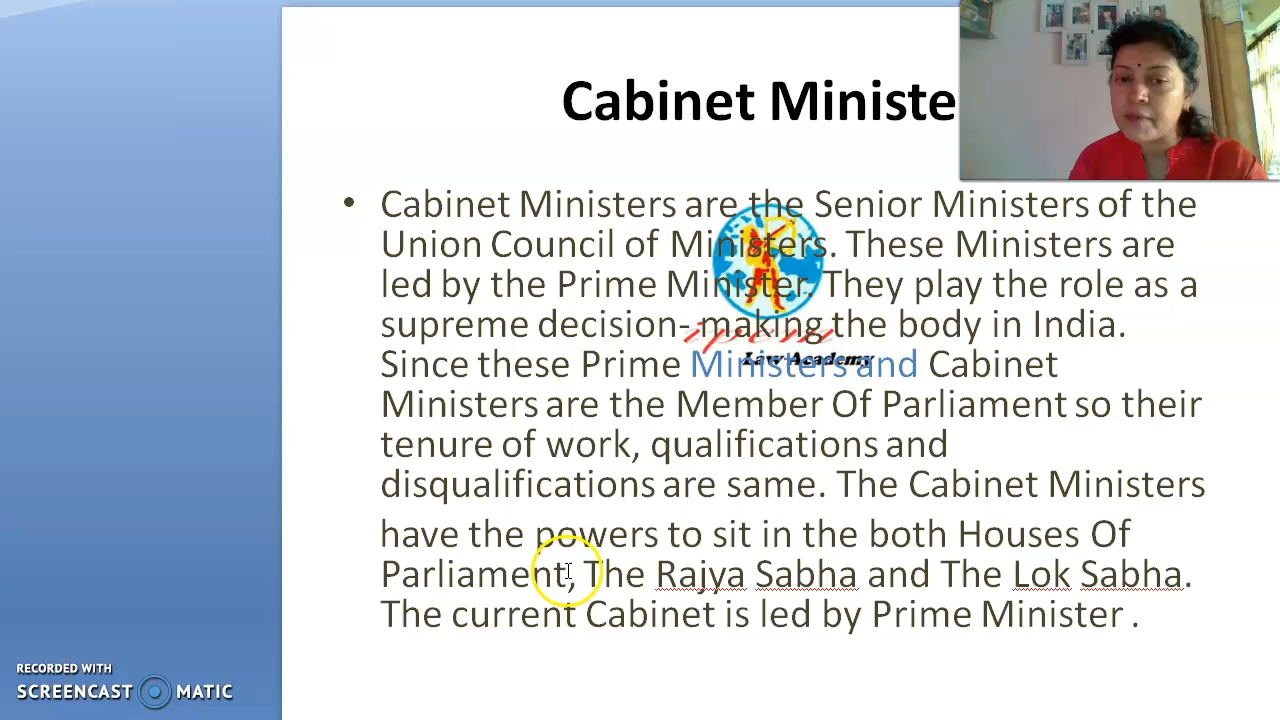 Cabinet Ministe
• Cabinet Ministers are the Senior Ministers of the
Union Council of Ministers. These Ministers are
led by the Prime Minister. They play the role as a
supreme decision- making the body in India.
Since these Prime Ministers and Cabinet
Ministers are the Member Of Parliament so their
tenure of work, qualifications and
disqualifications are same. The Cabinet Ministers
have the powers to sit in the both Houses Of
Parliament, The Rajya Sabha and The Lok Sabha.
The current Cabinet is led by Prime Minister .
Law Academy
RECORDED WITH
SCREENCAST MATIC